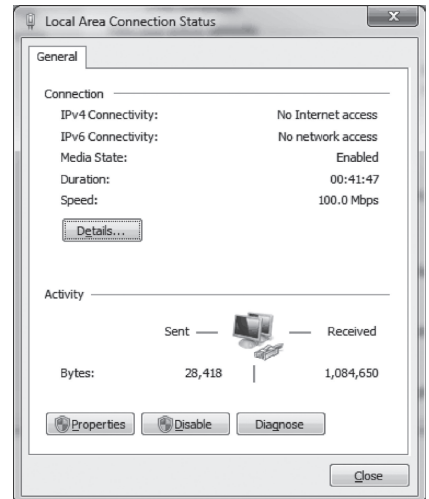 Local Area Connection Status
General
Connection
IPv4 Connectivity: No Internet access
IPv6 Connectivity: No network access
Media State: Enabled
Duration: 00:41:47
Speed: 100.0 Mbps
Details...
Activity
Sent Received
Bytes: 28,418 1,084,650
Properties Disable Diagnose
Close